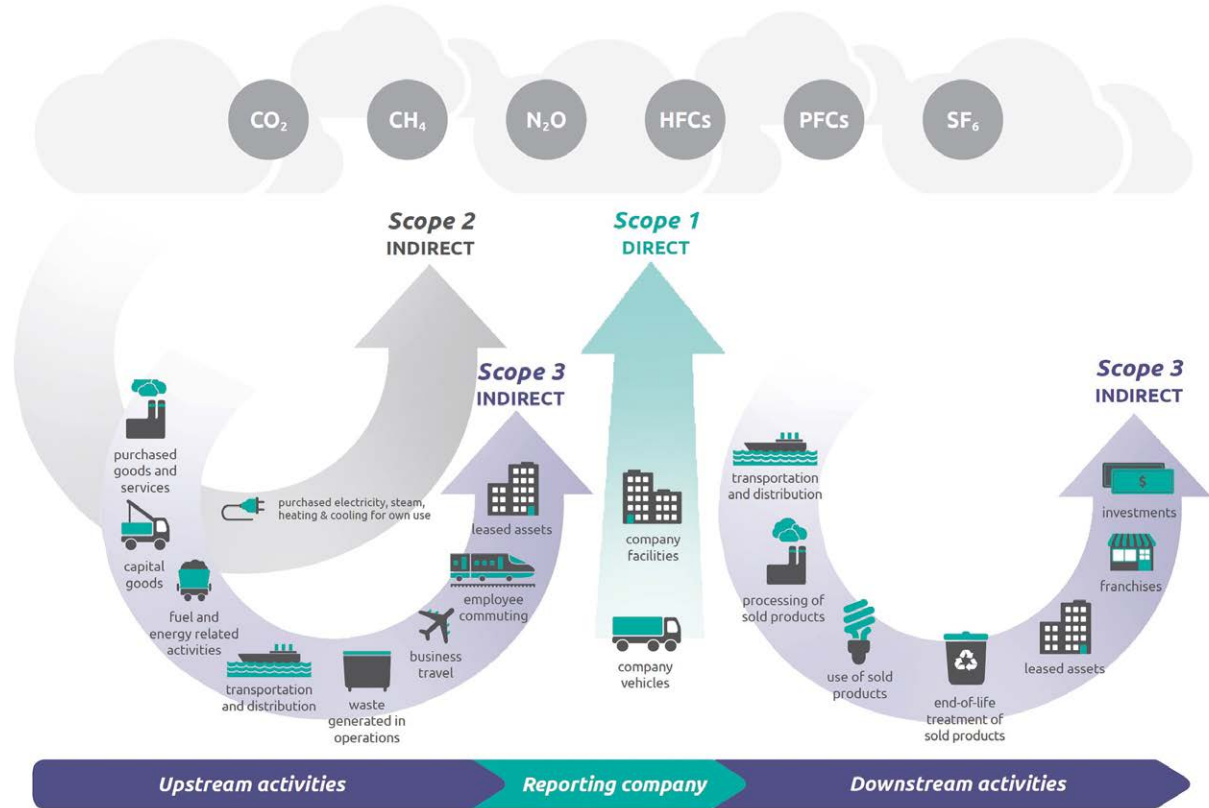 CO₂
CH₄
N₂O
HFCs
PFCs
SF₆
Scope 2
INDIRECT
Scope 1
DIRECT
Scope 3
INDIRECT
Scope 3
INDIRECT
purchased
goods and
services
capital
goods
fuel and
energy related
activities
purchased electricity, steam,
heating & cooling for own use
transportation
and distribution
waste
generated in
operations
business
travel
employee
commuting
leased assets
company
facilities
company
vehicles
transportation
and distribution
processing of
sold products
use of sold
products
end-of-life
treatment of
sold products
leased assets
franchises
$
investments
Upstream activities
Reporting company
Downstream activities